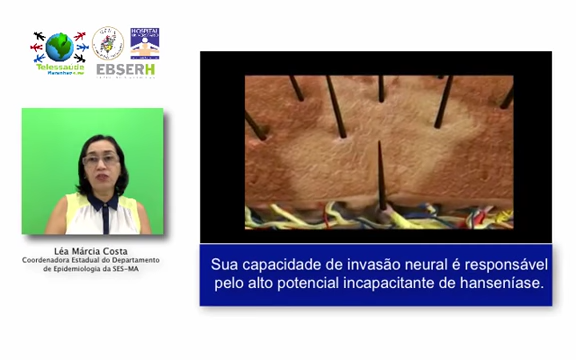 Telessaúde
EBSERH
HOSPITAL
Léa Márcia Costa
Coordenadora Estadual do Departamento
de Epidemiologia da SES-MA
Sua capacidade de invasão neural é responsável
pelo alto potencial incapacitante de hanseníase.